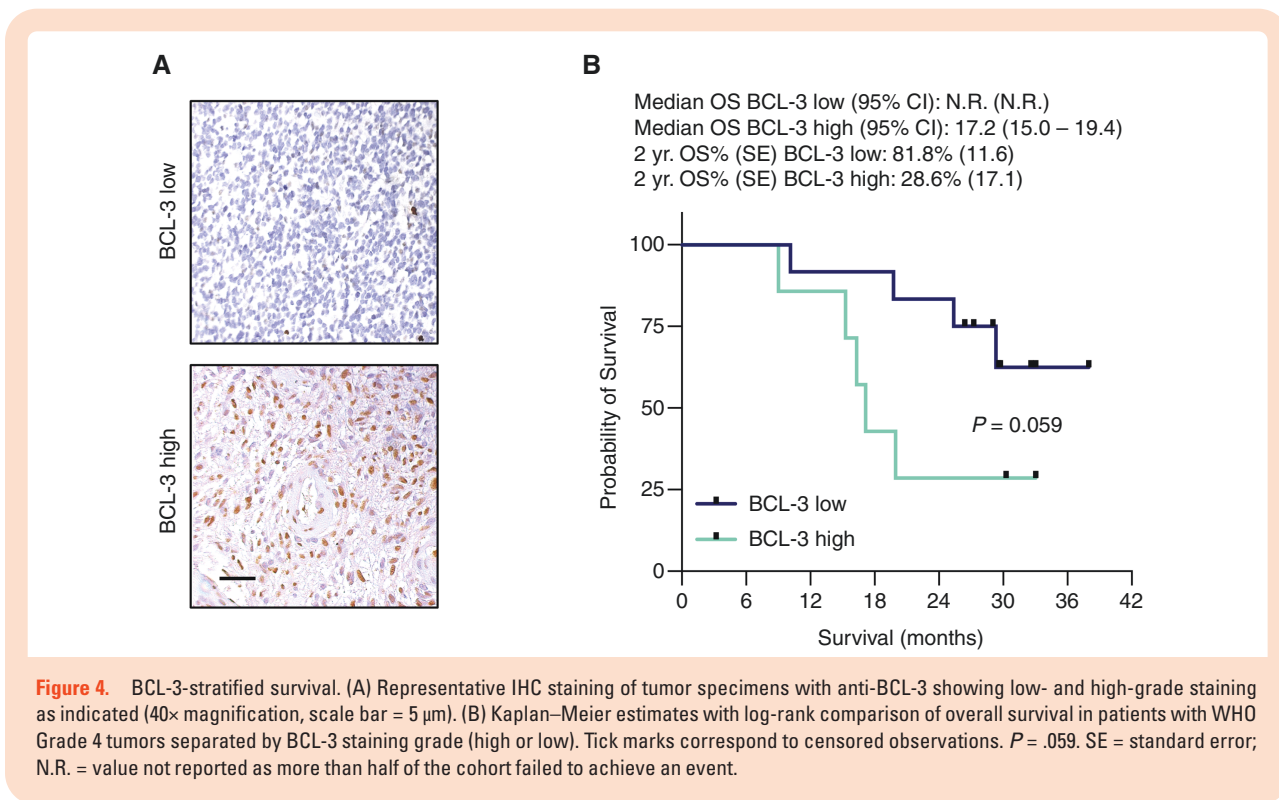 A
BCL-3 low
BCL-3 high
B
Median OS BCL-3 low (95% CI): N.R. (N.R.)
Median OS BCL-3 high (95% CI): 17.2 (15.0 – 19.4)
2 yr. OS% (SE) BCL-3 low: 81.8% (11.6)
2 yr. OS% (SE) BCL-3 high: 28.6% (17.1)
Probability of Survival
100
75
50
25
0
P = 0.059
BCL-3 low
BCL-3 high
0 6 12 18 24 30 36 42
Survival (months)
Figure 4. BCL-3-stratified survival. (A) Representative IHC staining of tumor specimens with anti-BCL-3 showing low- and high-grade staining
as indicated (40× magnification, scale bar = 5 μm). (B) Kaplan–Meier estimates with log-rank comparison of overall survival in patients with WHO
Grade 4 tumors separated by BCL-3 staining grade (high or low). Tick marks correspond to censored observations. P = .059. SE = standard error;
N.R. = value not reported as more than half of the cohort failed to achieve an event.